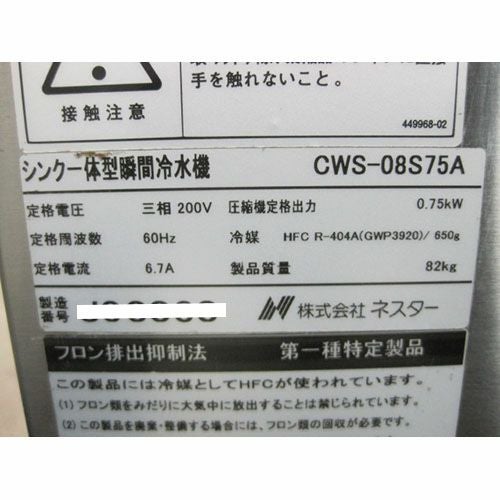 手を触れないこと。
接触注意
449968-02
シンク一体型瞬間冷水機 CWS-08S75A
定格電圧 三相 200V 圧縮機定格出力 0.75kW
定格周波数 60Hz 冷媒 HFC R-404A(GWP3920)/ 650g
定格電流 6.7A 製品質量 82kg
製造
番号
株式会社 ネスター
フロン排出抑制法 第一種特定製品
この製品には冷媒としてHFCが使われています。
(1) フロン類をみだりに大気中に放出することは禁じられています。
(2) この製品を廃棄・整備する場合には、フロン類の回収が必要です。